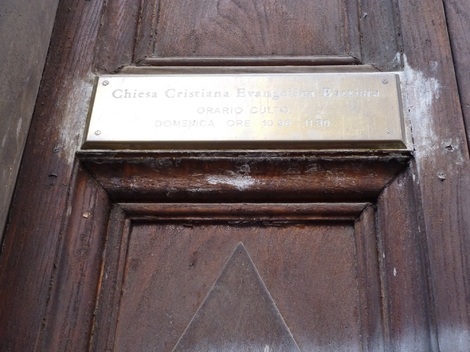 Chiesa Cristiana Evangelica Battista
ORARIO CULTO
DOMENICA ORE